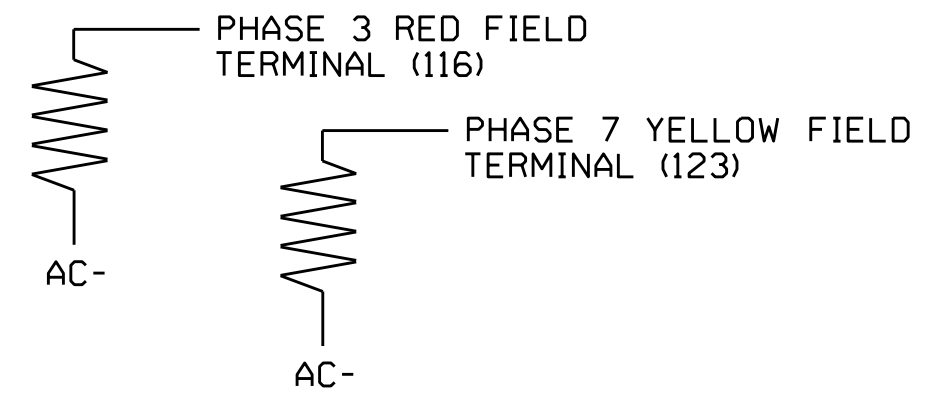 PHASE 3 RED FIELD
TERMINAL (116)
PHASE 7 YELLOW FIELD
TERMINAL (123)
AC-
AC-